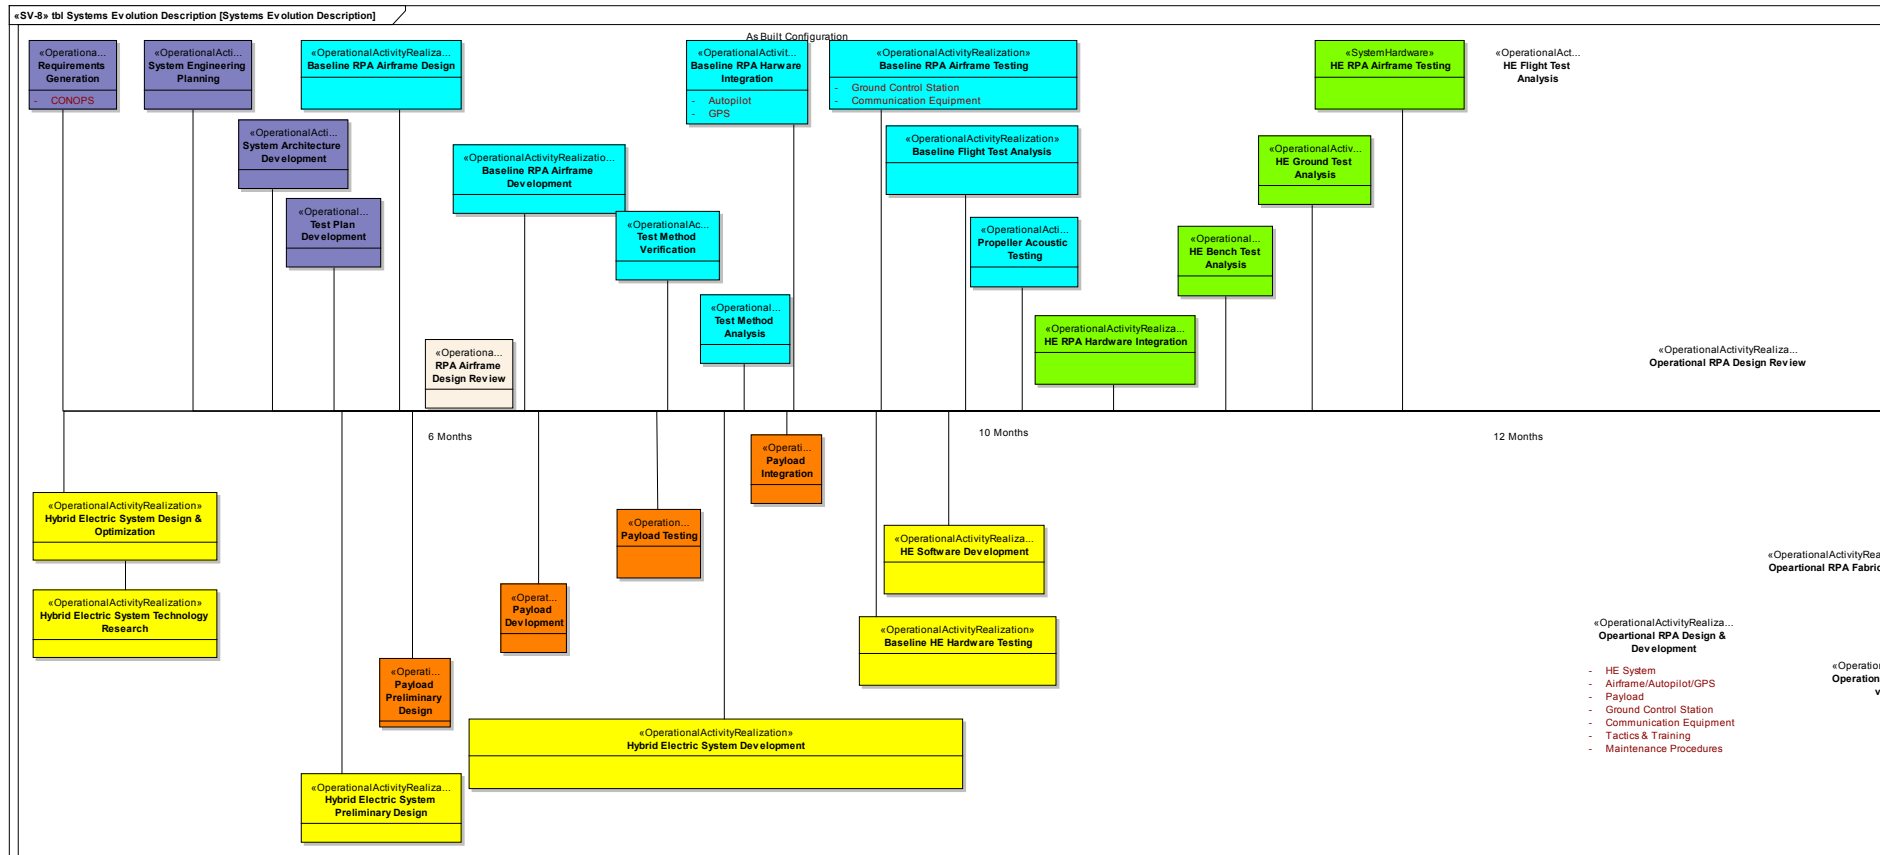 «SV-8» tbl Systems Evolution Description [Systems Evolution Description]
As Built Configuration
«Operationa...
Requirements
Generation
- CONOPS
«OperationalActi...
System Engineering
Planning
«OperationalActivityRealiza...
Baseline RPA Airframe Design
«OperationalActivit...
Baseline RPA Harware
Integration
- Autopilot
- GPS
«OperationalActivityRealization»
Baseline RPA Airframe Testing
- Ground Control Station
- Communication Equipment
«SystemHardware»
HE RPA Airframe Testing
«OperationalAct...
HE Flight Test
Analysis
«OperationalActi...
System Architecture
Development
«OperationalActivityRealizatio...
Baseline RPA Airframe
Development
«OperationalActivityRealization»
Baseline Flight Test Analysis
«OperationalActiv...
HE Ground Test
Analysis
«Operational...
Test Plan
Development
«OperationalAc...
Test Method
Verification
«OperationalActi...
Propeller Acoustic
Testing
«Operational...
HE Bench Test
Analysis
«Operational...
Test Method
Analysis
«OperationalActivityRealiza...
HE RPA Hardware Integration
«Operationa...
RPA Airframe
Design Review
«OperationalActivityRealiza...
Operational RPA Design Review
6 Months
10 Months
12 Months
«Operati...
Payload
Integration
«OperationalActivityRealization»
Hybrid Electric System Design &
Optimization
«Operation...
Payload Testing
«OperationalActivityRealiza...
HE Software Development
«OperationalActivityRea
Opeartional RPA Fabric
«OperationalActivityRealization»
Hybrid Electric System Technology
Research
«Operat...
Payload
Devlopment
«OperationalActivityRealiza...
Baseline HE Hardware Testing
«OperationalActivityRealiza...
Opeartional RPA Design &
Development
- HE System
- Airframe/Autopilot/GPS
- Payload
- Ground Control Station
- Communication Equipment
- Tactics & Training
- Maintenance Procedures
«Operation
Operation
v
«Operati...
Payload
Preliminary
Design
«OperationalActivityRealization»
Hybrid Electric System Development
«OperationalActivityRealiza...
Hybrid Electric System
Preliminary Design